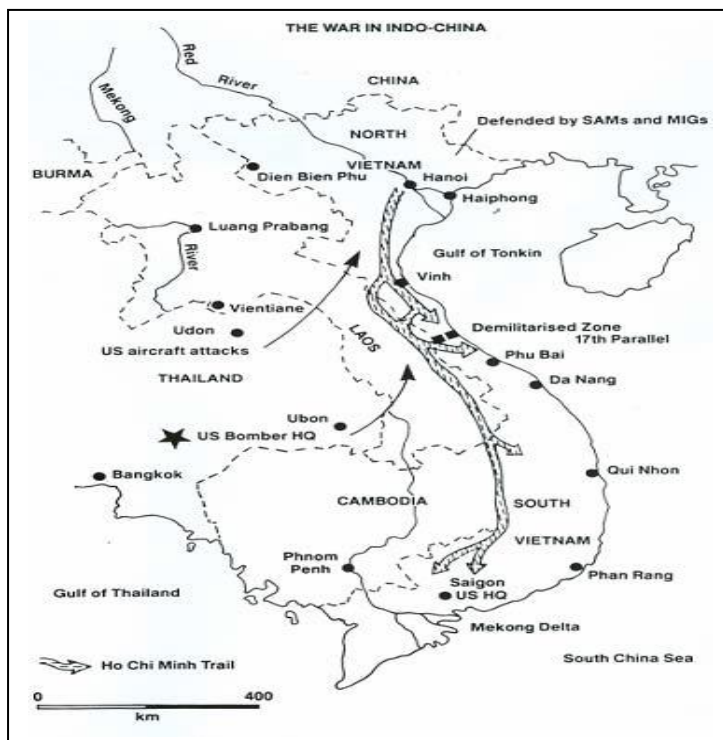 THE WAR IN INDO-CHINA
Red
River
Mekong
CHINA
NORTH
VIETNAM
Defended by SAMs and MIGs
BURMA
Dien Bien Phu
Hanoi
Haiphong
Luang Prabang
River
Gulf of Tonkin
Vinh
Vientiane
Udon
US aircraft attacks
LAOS
Demilitarised Zone
17th Parallel
Phu Bai
THAILAND
Da Nang
Ubon
US Bomber HQ
Bangkok
Qui Nhon
CAMBODIA
SOUTH
VIETNAM
Phnom
Penh
Phan Rang
Saigon
US HQ
Gulf of Thailand
Mekong Delta
South China Sea
Ho Chi Minh Trail
0
400
km